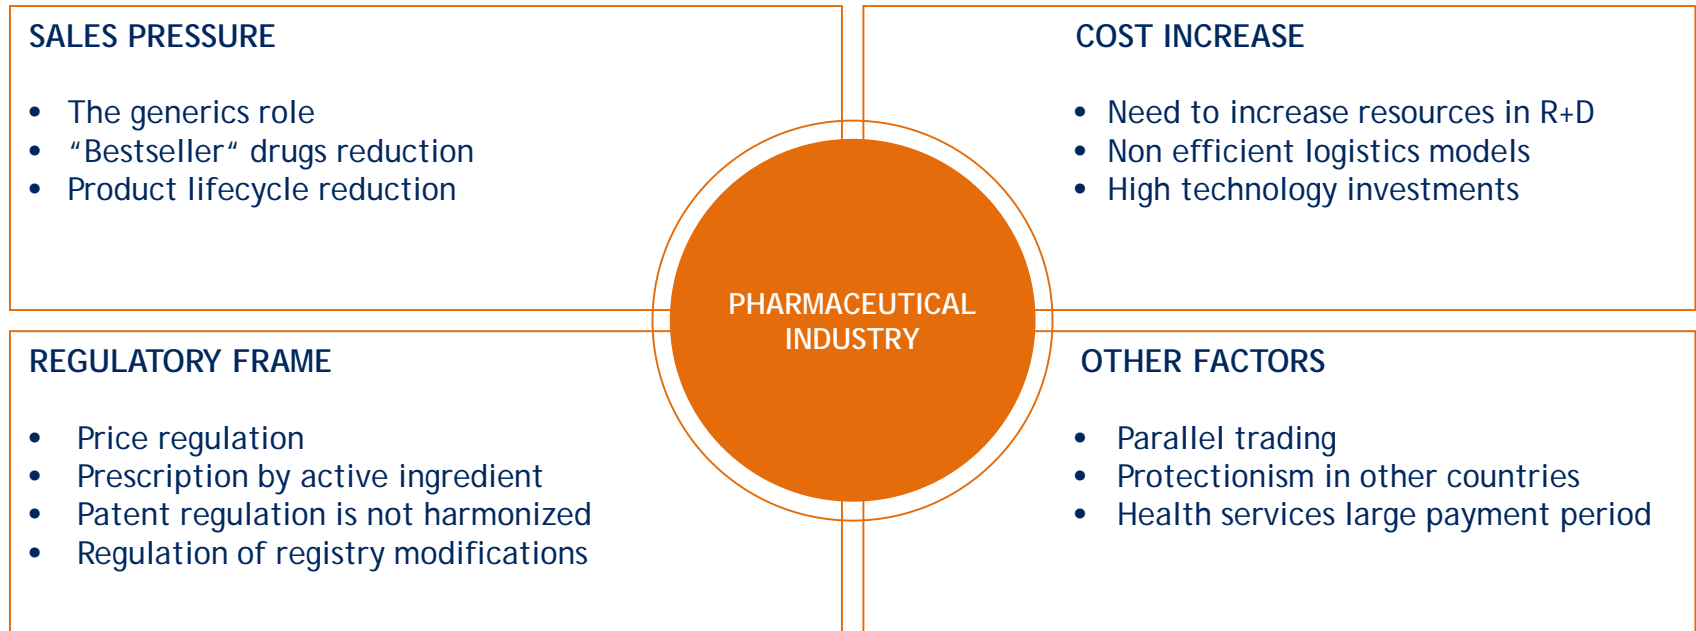 SALES PRESSURE
• The generics role
• “Bestseller“ drugs reduction
• Product lifecycle reduction
COST INCREASE
• Need to increase resources in R+D
• Non efficient logistics models
• High technology investments
PHARMACEUTICAL
INDUSTRY
REGULATORY FRAME
• Price regulation
• Prescription by active ingredient
• Patent regulation is not harmonized
• Regulation of registry modifications
OTHER FACTORS
• Parallel trading
• Protectionism in other countries
• Health services large payment period